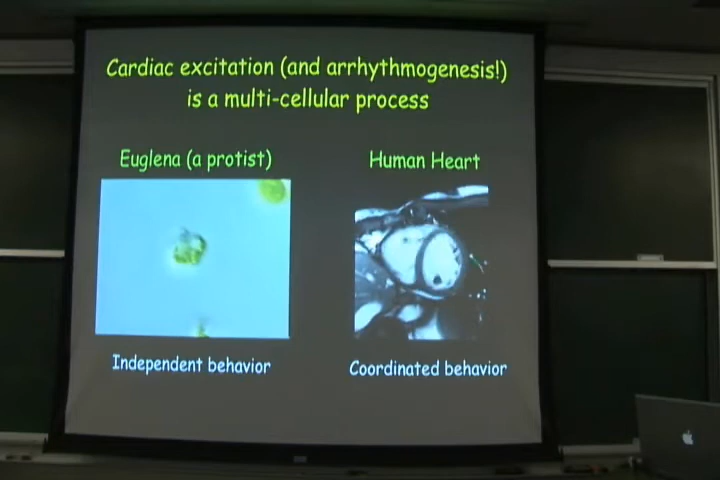 Cardiac excitation (and arrhythmogenesis!)
is a multi-cellular process
Euglena (a protist)
Human Heart
Independent behavior
Coordinated behavior